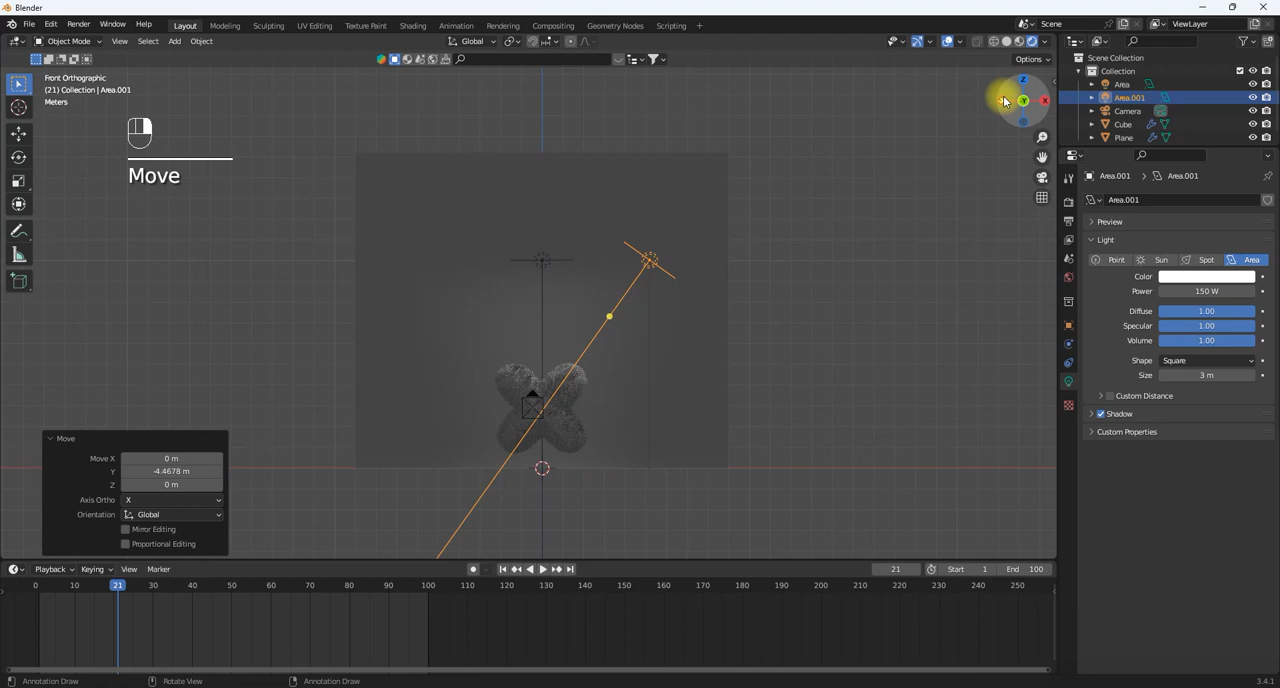 Blender
File Edit Render Window Help
Layout Modeling Sculpting UV Editing Texture Paint Shading Animation Rendering Compositing Geometry Nodes Scripting +
Scene
ViewLayer
Object Mode View Select Add Object
Global
Options
Front Orthographic
(21) Collection | Area.001
Meters
Move
Z
Y
X
Scene Collection
Collection
Area
Area.001
Camera
Cube
Plane
Area.001 > Area.001
Area.001
Preview
Light
Point Sun Spot Area
Color
Power 150 W
Diffuse 1.00
Specular 1.00
Volume 1.00
Shape Square
Size 3 m
Custom Distance
Shadow
Custom Properties
Move
Move X 0 m
Y -4.4678 m
Z 0 m
Axis Ortho X
Orientation Global
Mirror Editing
Proportional Editing
Playback Keying View Marker
21 Start 1 End 100
0 10 21 30 40 50 60 70 80 90 100 110 120 130 140 150 160 170 180 190 200 210 220 230 240 250
Annotation Draw Rotate View Annotation Draw
3.4.1